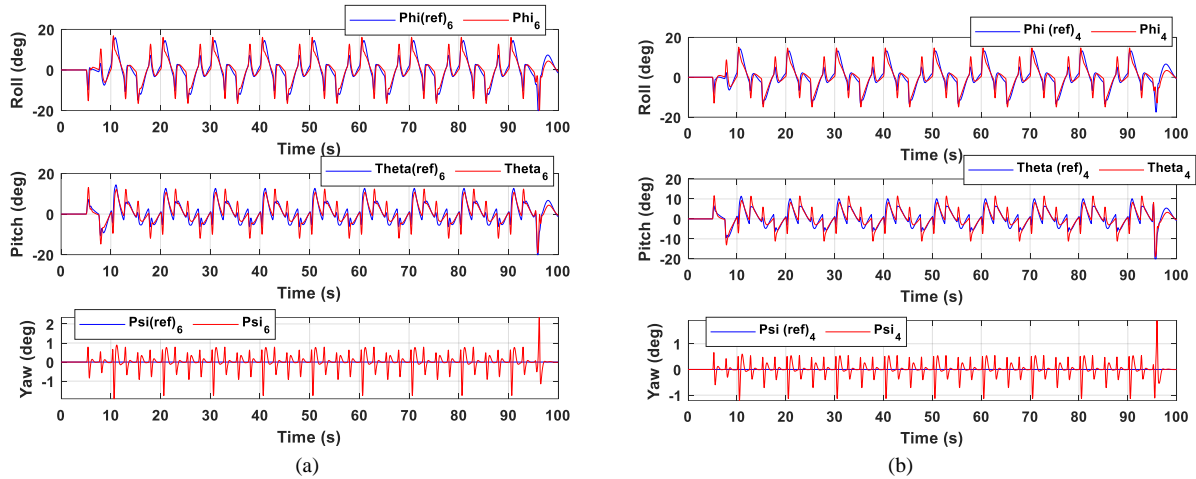 Phi(ref)6 Phi6
20
0
-20
Roll (deg)
0 10 20 30 40 50 60 70 80 90 100
Time (s)
Theta(ref)6 Theta6
20
0
-20
Pitch (deg)
0 10 20 30 40 50 60 70 80 90 100
Time (s)
Psi(ref)6 Psi6
2
1
0
-1
Yaw (deg)
0 10 20 30 40 50 60 70 80 90 100
Time (s)
(a)
Phi (ref)4 Phi4
20
0
-20
Roll (deg)
0 10 20 30 40 50 60 70 80 90 100
Time (s)
Theta (ref)4 Theta4
20
10
0
-10
-20
Pitch (deg)
0 10 20 30 40 50 60 70 80 90 100
Time (s)
Psi (ref)4 Psi4
1
0
-1
Yaw (deg)
0 10 20 30 40 50 60 70 80 90 100
Time (s)
(b)